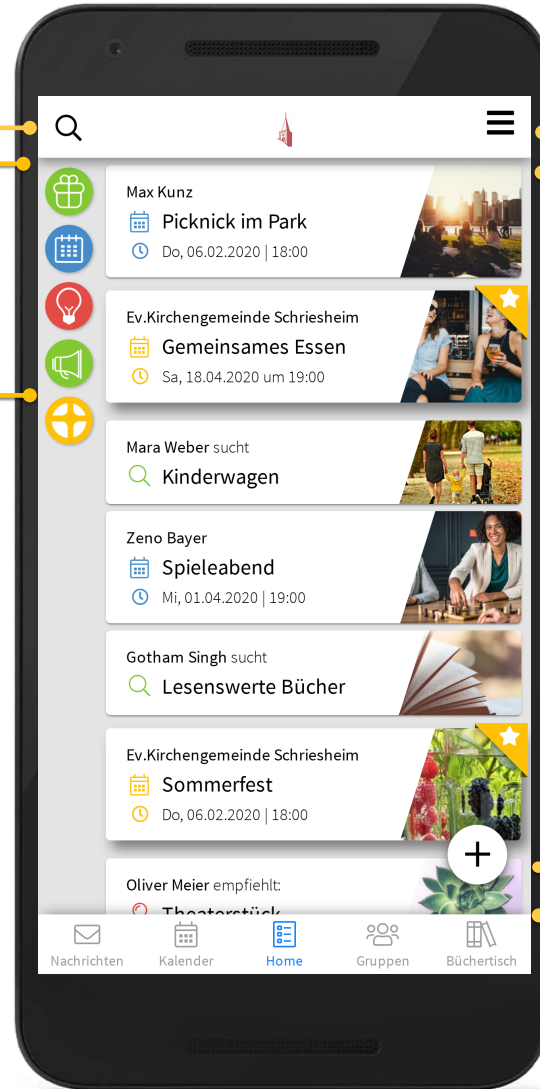 Max Kunz
Picknick im Park
Do, 06.02.2020 | 18:00
Ev.Kirchengemeinde Schriesheim
Gemeinsames Essen
Sa, 18.04.2020 um 19:00
Mara Weber sucht
Kinderwagen
Zeno Bayer
Spieleabend
Mi, 01.04.2020 | 19:00
Gotham Singh sucht
Lesenswerte Bücher
Ev.Kirchengemeinde Schriesheim
Sommerfest
Do, 06.02.2020 | 18:00
Oliver Meier empfiehlt:
Theaterstück
Nachrichten Kalender Home Gruppen Büchertisch